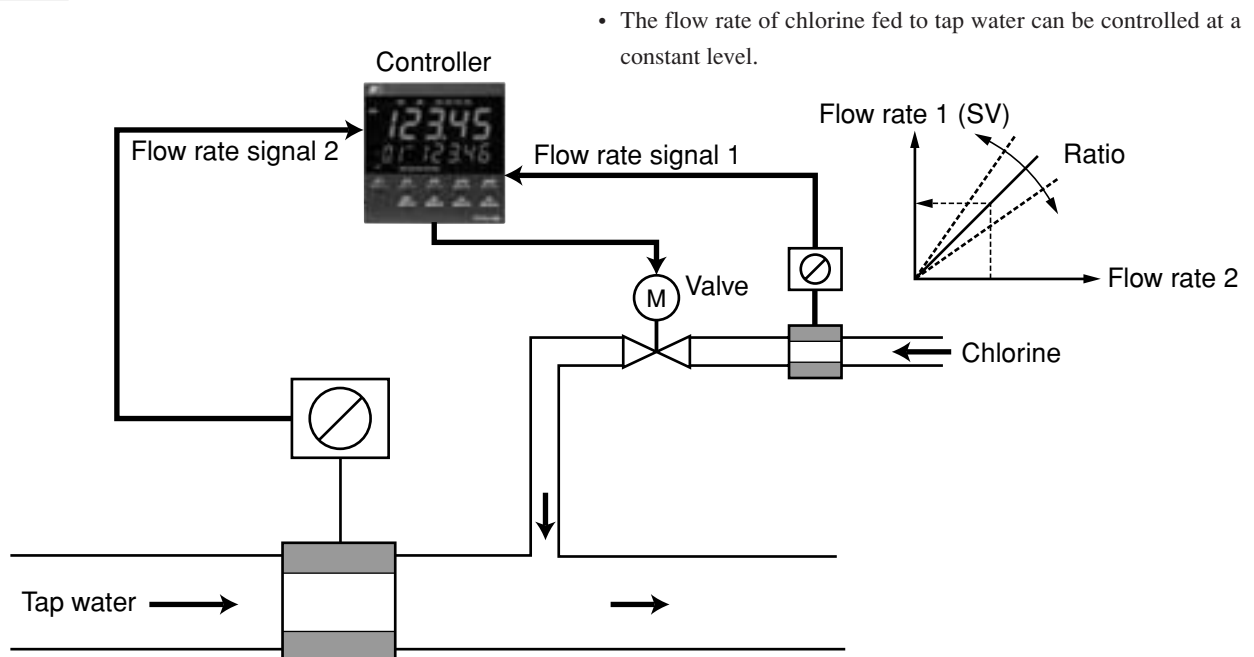 • The flow rate of chlorine fed to tap water can be controlled at a
constant level.
Controller
Flow rate signal 2
123.45
01 123.46
Flow rate signal 1
Flow rate 1 (SV)
Ratio
Flow rate 2
M
Valve
Chlorine
Tap water